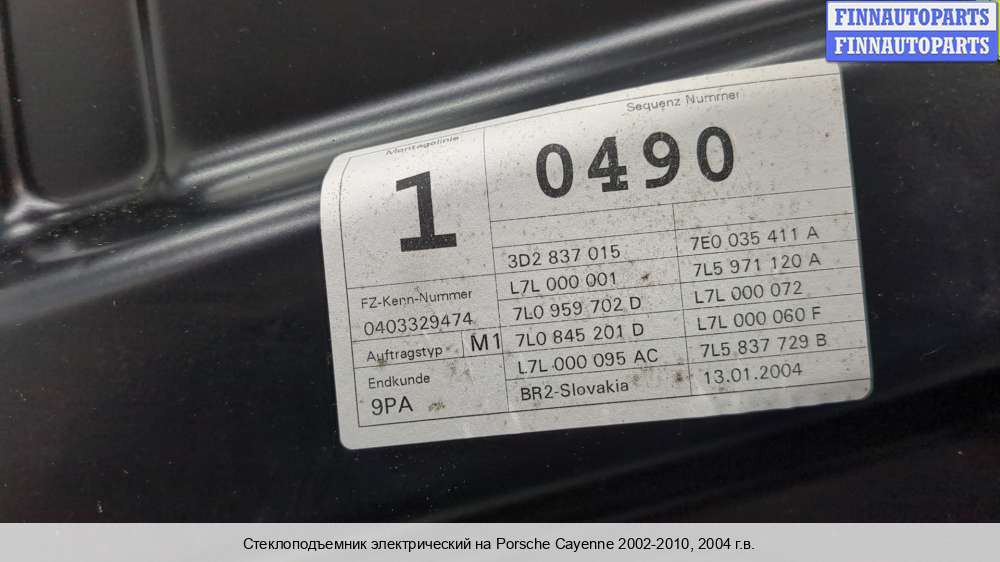 FINNAUTOPARTS
FINNAUTOPARTS
Montagelinie
Sequenz Nummer
1
0490
3D2 837 015
7E0 035 411 A
FZ-Kenn-Nummer
L7L 000 001
7L5 971 120 A
0403329474
7L0 959 702 D
L7L 000 072
Auftragstyp
M1
7L0 845 201 D
L7L 000 060 F
Endkunde
L7L 000 095 AC
7L5 837 729 B
9PA
BR2-Slovakia
13.01.2004
Стеклоподъемник электрический на Porsche Cayenne 2002-2010, 2004 г.в.